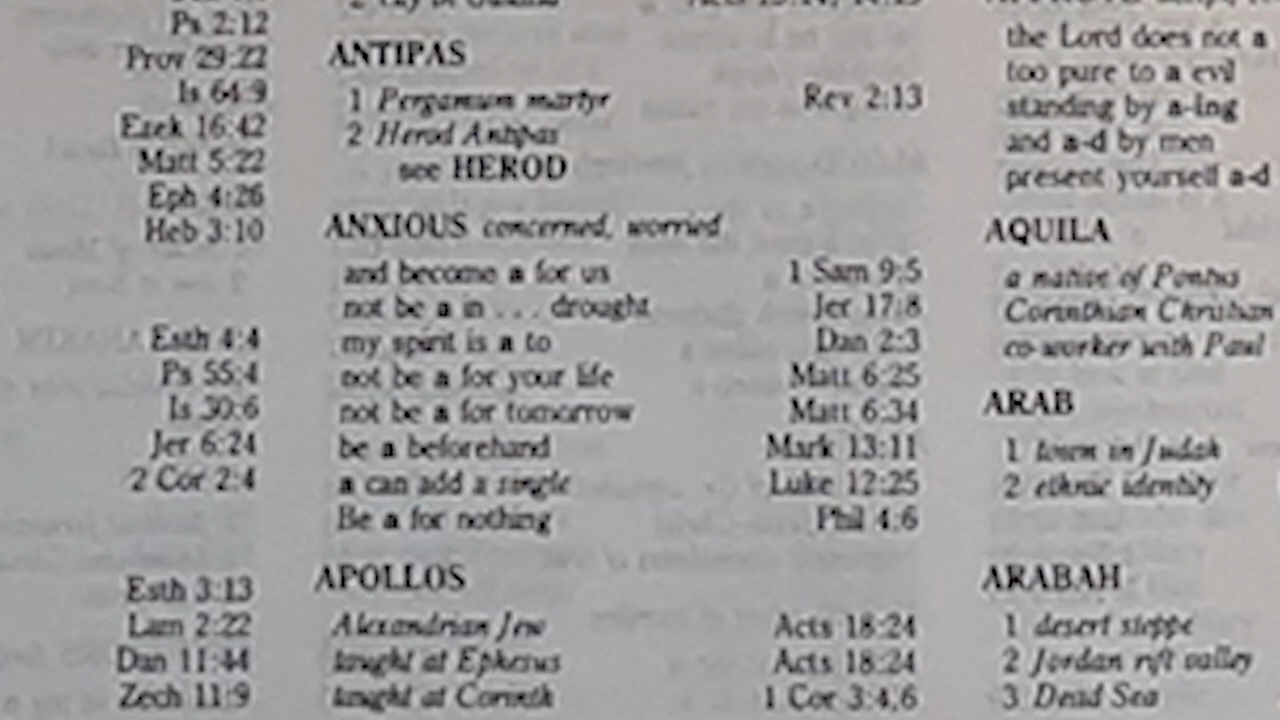 Ps 2:12
Prov 29:22
Is 64:9
Ezek 16:42
Matt 5:22
Eph 4:26
Heb 3:10
Esth 4:4
Ps 55:4
Is 30:6
Jer 6:24
2 Cor 2:4
Esth 3:13
Lam 2:22
Dan 11:44
Zech 11:9
ANTIPAS
1 Pergamum martyr Rev 2:13
2 Herod Antipas
see HEROD
ANXIOUS concerned, worried
and become a for us 1 Sam 9:5
not be a in . . . drought Jer 17:8
my spirit is a to Dan 2:3
not be a for your life Matt 6:25
not be a for tomorrow Matt 6:34
be a beforehand Mark 13:11
a can add a single Luke 12:25
Be a for nothing Phil 4:6
APOLLOS
Alexandrian Jew Acts 18:24
taught at Ephesus Acts 18:24
taught at Corinth 1 Cor 3:4,6
the Lord does not a
too pure to a evil
standing by a-ing
and a-d by men
present yourself a-d
AQUILA
a native of Pontus
Corinthian Christian
co-worker with Paul
ARAB
1 town in Judah
2 ethnic identity
ARABAH
1 desert steppe
2 Jordan rift valley
3 Dead Sea